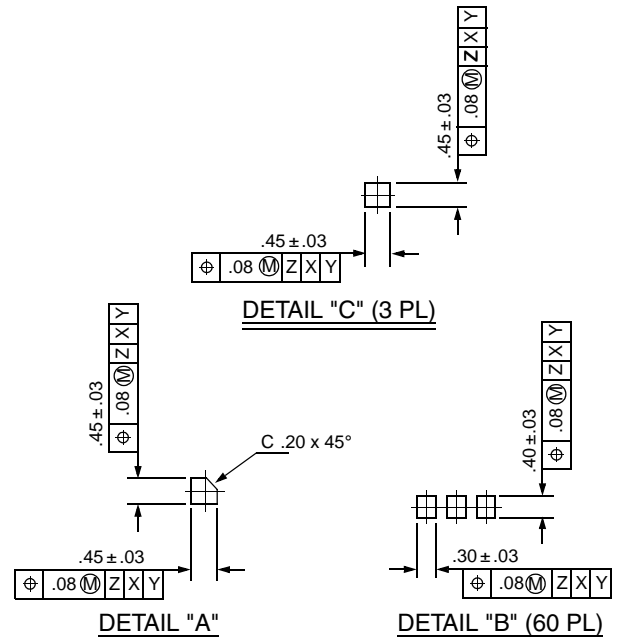 .45±.03
⌖ .08 Ⓜ Z X Y
.45±.03
⌖ .08 Ⓜ Z X Y
DETAIL "C" (3 PL)
.45±.03
⌖ .08 Ⓜ Z X Y
C .20 x 45°
.45±.03
⌖ .08 Ⓜ Z X Y
DETAIL "A"
.40±.03
⌖ .08 Ⓜ Z X Y
.30±.03
⌖ .08 Ⓜ Z X Y
DETAIL "B" (60 PL)